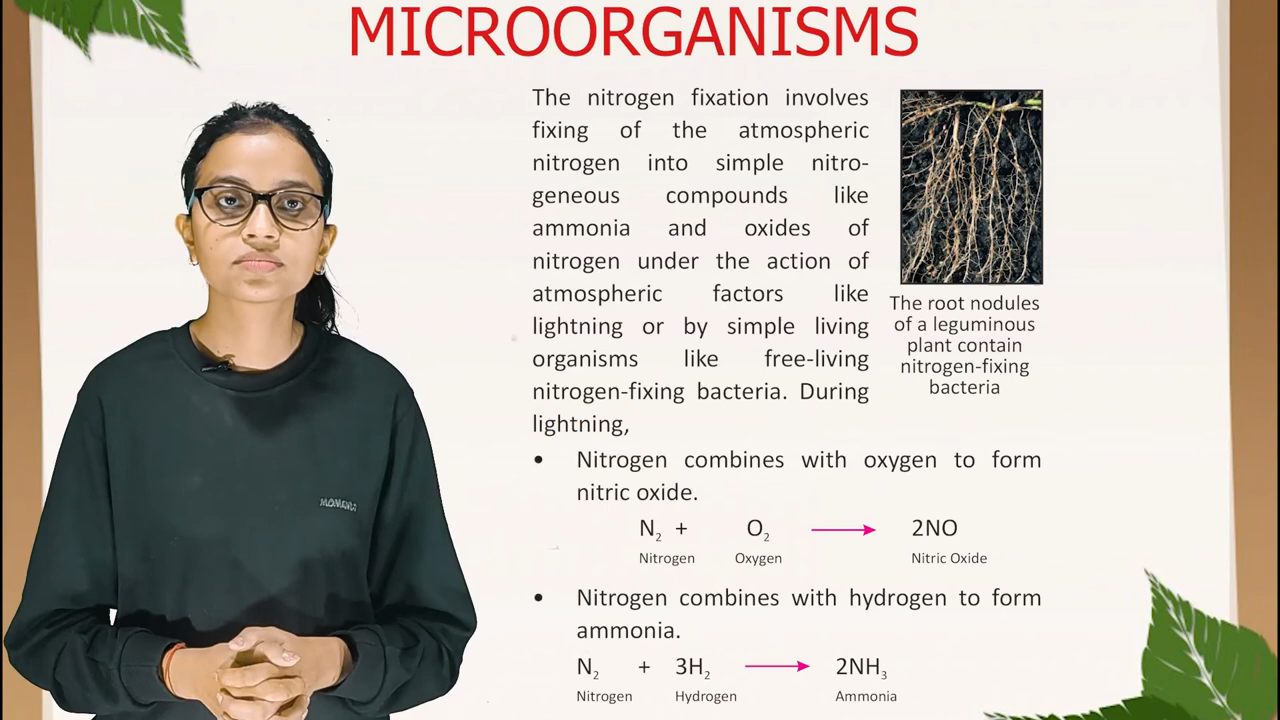 MICROORGANISMS
The nitrogen fixation involves
fixing of the atmospheric
nitrogen into simple nitro-
geneous compounds like
ammonia and oxides of
nitrogen under the action of
atmospheric factors like
lightning or by simple living
organisms like free-living
nitrogen-fixing bacteria. During
lightning,
The root nodules
of a leguminous
plant contain
nitrogen-fixing
bacteria
• Nitrogen combines with oxygen to form
nitric oxide.
N₂ + O₂ ⟶ 2NO
Nitrogen Oxygen Nitric Oxide
• Nitrogen combines with hydrogen to form
ammonia.
N₂ + 3H₂ ⟶ 2NH₃
Nitrogen Hydrogen Ammonia